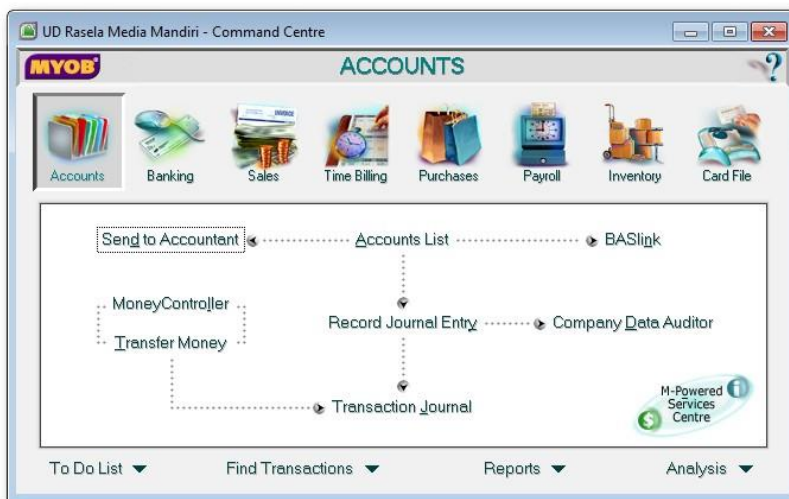 UD Rasela Media Mandiri - Command Centre
MYOB
ACCOUNTS
?
Accounts Banking Sales Time Billing Purchases Payroll Inventory Card File
INVOICE
Send to Accountant Accounts List BASlink
MoneyController
Record Journal Entry Company Data Auditor
Transfer Money
Transaction Journal
M-Powered
Services
Centre
i
$
To Do List Find Transactions Reports Analysis